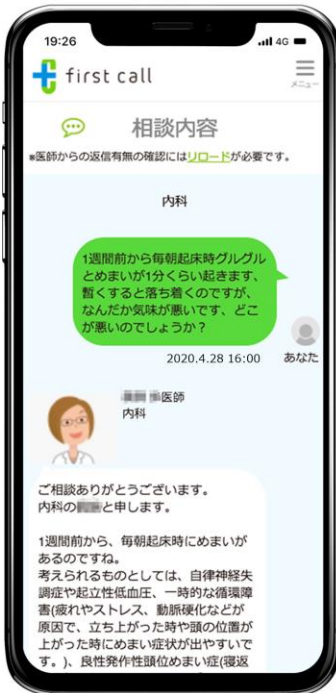 19:26
4G
first call
メニュー
相談内容
※医師からの返信有無の確認にはリロードが必要です。
内科
1週間前から毎朝起床時グルグル
とめまいが1分くらい起きます、
暫くすると落ち着くのですが、
なんだか気味が悪いです、どこ
が悪いのでしょうか？
2020.4.28 16:00
あなた
医師
内科
ご相談ありがとうございます。
内科の と申します。
1週間前から、毎朝起床時にめまいが
あるのですね。
考えられるものとしては、自律神経失
調症や起立性低血圧、一時的な循環障
害(疲れやストレス、動脈硬化などが
原因で、立ち上がった時や頭の位置が
上がった時にめまい症状が出やすいで
す。)、良性発作性頭位めまい症(寝返